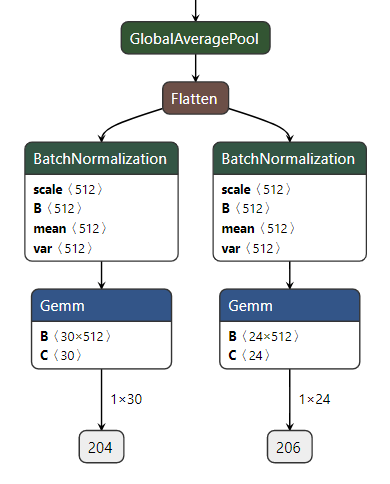 GlobalAveragePool
Flatten
BatchNormalization
scale〈512〉
B〈512〉
mean〈512〉
var〈512〉
BatchNormalization
scale〈512〉
B〈512〉
mean〈512〉
var〈512〉
Gemm
B〈30×512〉
C〈30〉
Gemm
B〈24×512〉
C〈24〉
1×30
1×24
204
206